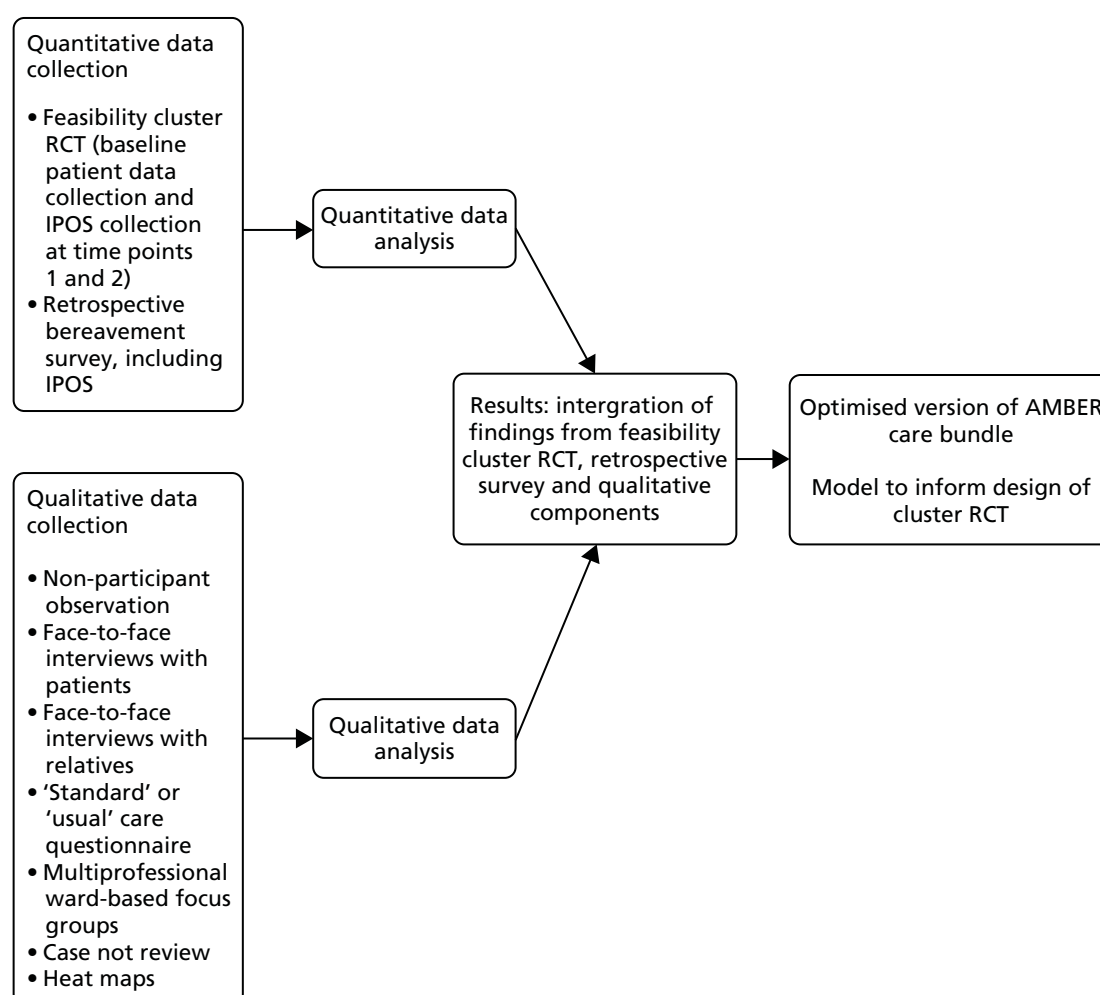 Quantitative data
collection
• Feasibility cluster
RCT (baseline
patient data
collection and
IPOS collection
at time points
1 and 2)
• Retrospective
bereavement
survey, including
IPOS
Quantitative data
analysis
Qualitative data
collection
• Non-participant
observation
• Face-to-face
interviews with
patients
• Face-to-face
interviews with
relatives
• ‘Standard’ or
‘usual’ care
questionnaire
• Multiprofessional
ward-based focus
groups
• Case not review
• Heat maps
Qualitative data
analysis
Results: intergration of
findings from feasibility
cluster RCT, retrospective
survey and qualitative
components
Optimised version of AMBER
care bundle
Model to inform design of
cluster RCT